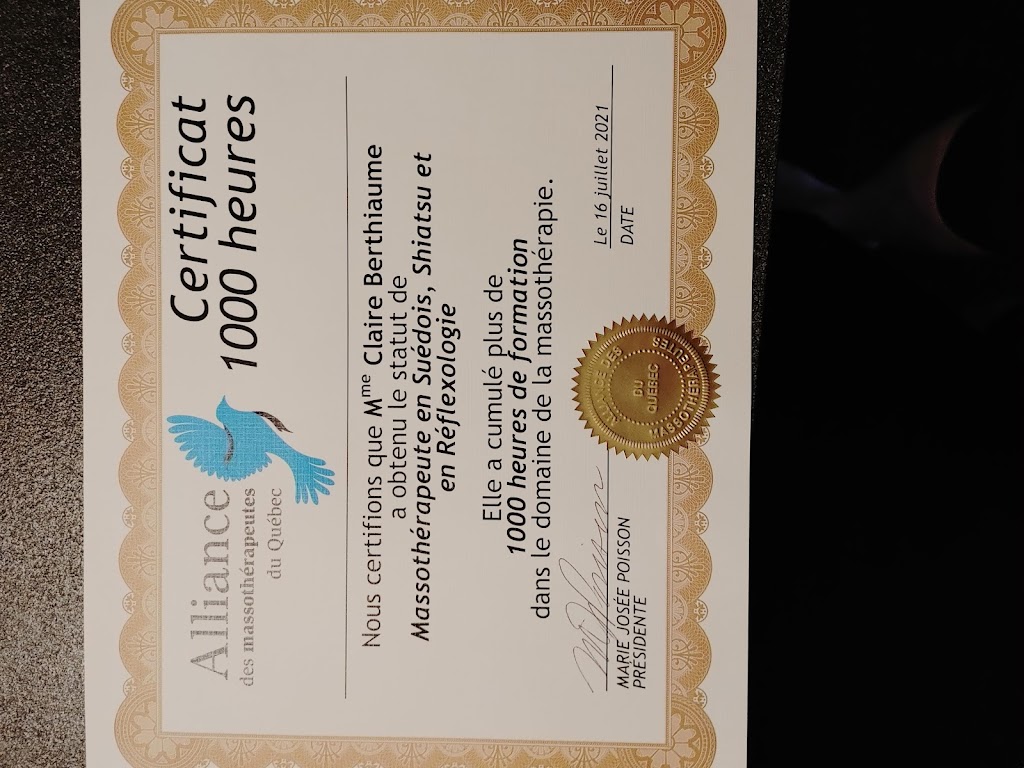 Alliance
des massothérapeutes
du Québec
Certificat
1000 heures
Nous certifions que Mme Claire Berthiaume
a obtenu le statut de
Massothérapeute en Suédois, Shiatsu et
en Réflexologie
Elle a cumulé plus de
1000 heures de formation
dans le domaine de la massothérapie.
MARIE JOSÉE POISSON
PRÉSIDENTE
ALLIANCE DES
MASSOTHÉRAPEUTES
DU
QUÉBEC
Le 16 juillet 2021
DATE